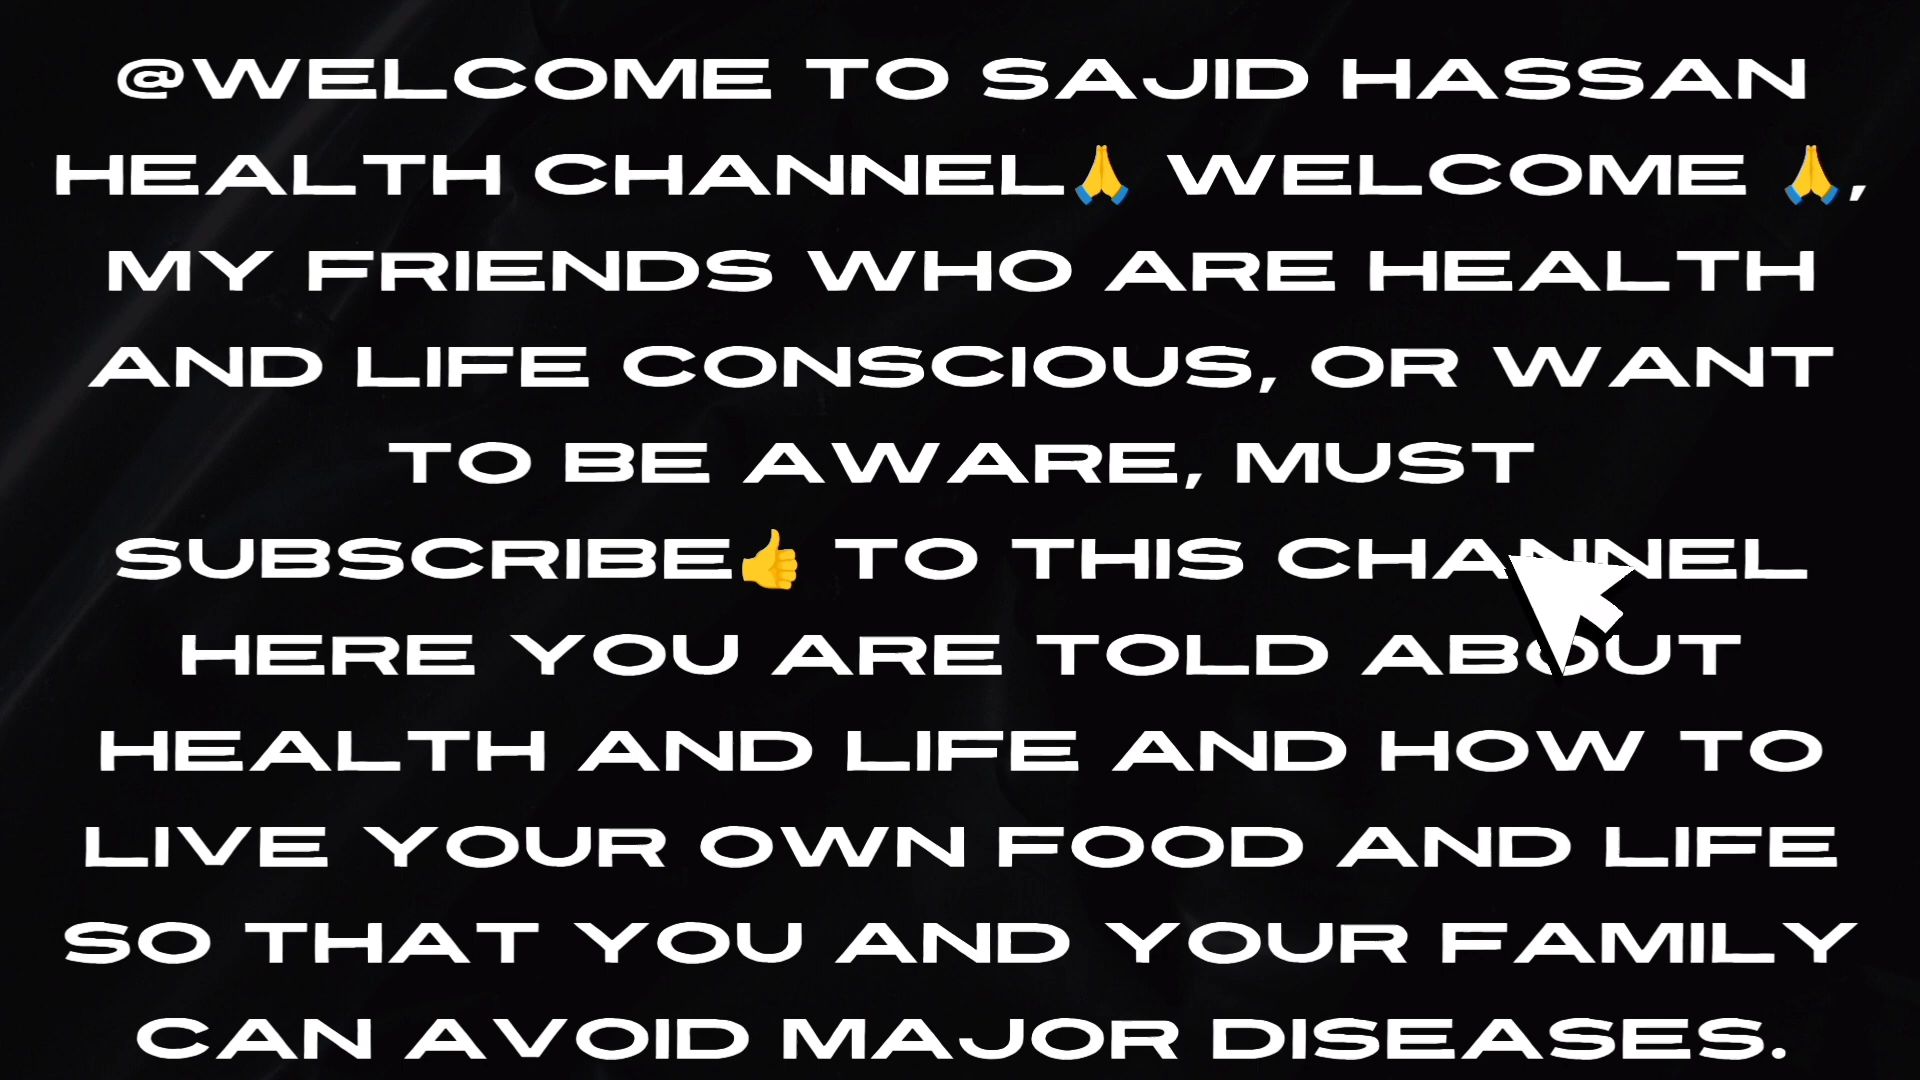 @WELCOME TO SAJID HASSAN
HEALTH CHANNEL🙏 WELCOME 🙏,
MY FRIENDS WHO ARE HEALTH
AND LIFE CONSCIOUS, OR WANT
TO BE AWARE, MUST
SUBSCRIBE👍 TO THIS CHANNEL
HERE YOU ARE TOLD ABOUT
HEALTH AND LIFE AND HOW TO
LIVE YOUR OWN FOOD AND LIFE
SO THAT YOU AND YOUR FAMILY
CAN AVOID MAJOR DISEASES.